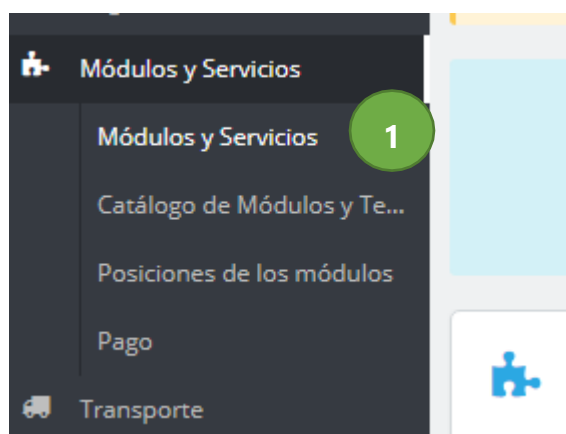 Módulos y Servicios
Módulos y Servicios 1
Catálogo de Módulos y Te...
Posiciones de los módulos
Pago
Transporte